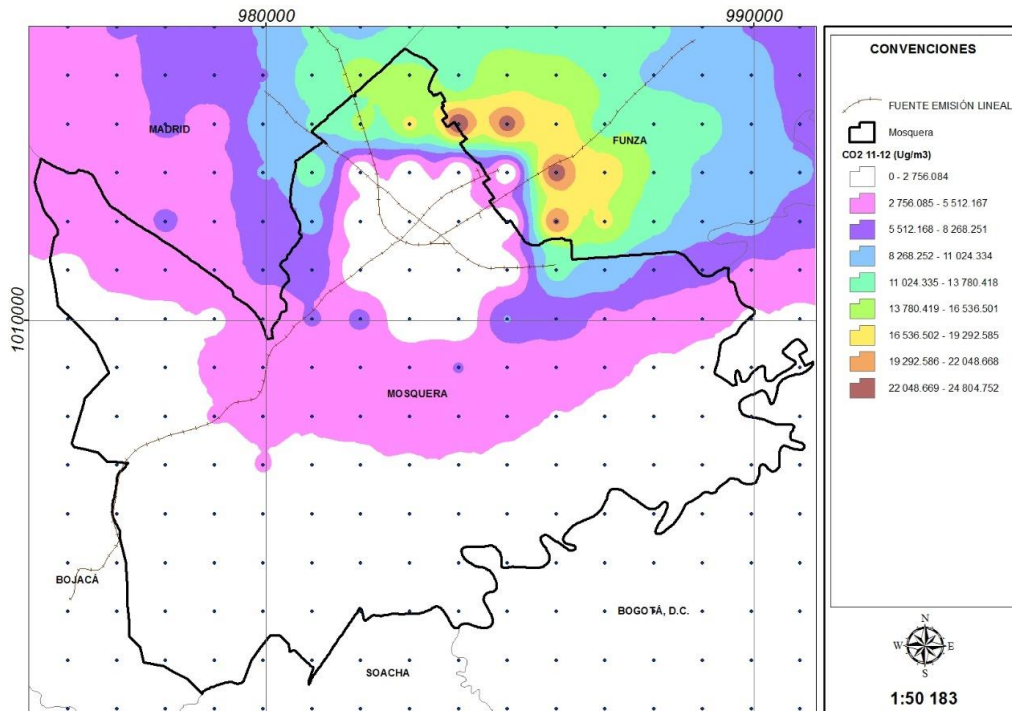 980000
990000
1010000
MADRID
FUNZA
MOSQUERA
BOJACÁ
BOGOTÁ, D.C.
SOACHA
CONVENCIONES
FUENTE EMISIÓN LINEAL
Mosquera
CO2 11-12 (Ug/m3)
0 - 2 756.084
2 756.085 - 5 512.167
5 512.168 - 8 268.251
8 268.252 - 11 024.334
11 024.335 - 13 780.418
13 780.419 - 16 536.501
16 536.502 - 19 292.585
19 292.586 - 22 048.668
22 048.669 - 24 804.752
N
W E
S
1:50 183